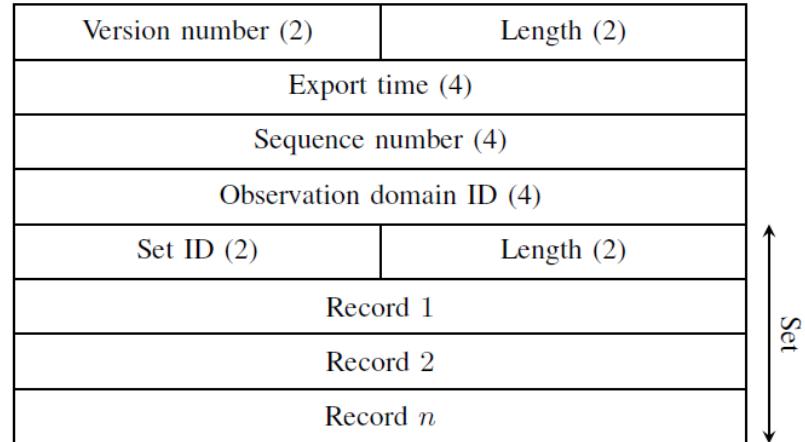 Version number (2) Length (2)
Export time (4)
Sequence number (4)
Observation domain ID (4)
Set ID (2) Length (2)
Record 1
Record 2
Record n
Set